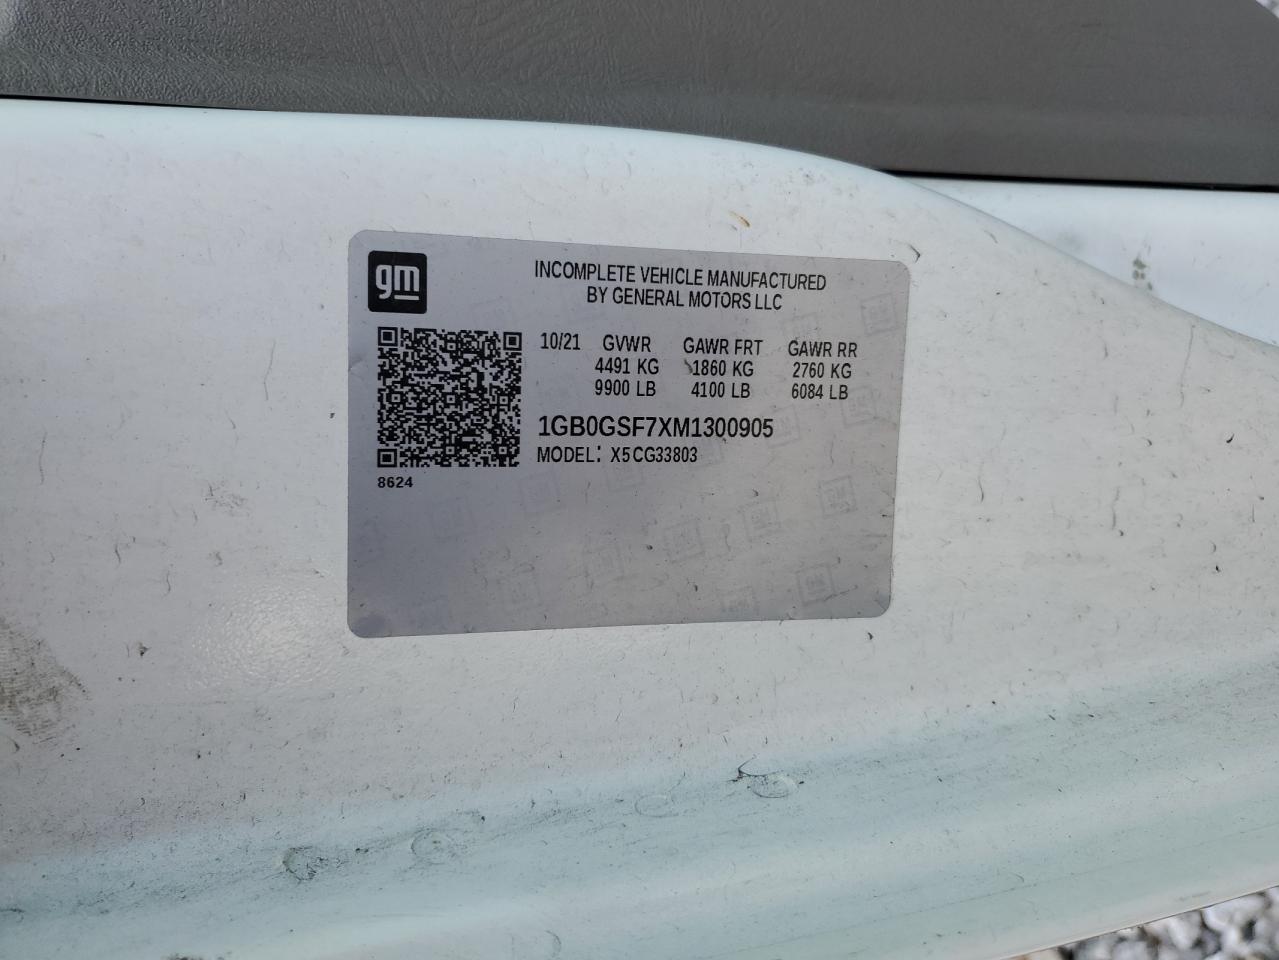 gm
INCOMPLETE VEHICLE MANUFACTURED
BY GENERAL MOTORS LLC
10/21 GVWR GAWR FRT GAWR RR
4491 KG 1860 KG 2760 KG
9900 LB 4100 LB 6084 LB
1GB0GSF7XM1300905
MODEL: X5CG33803
8624